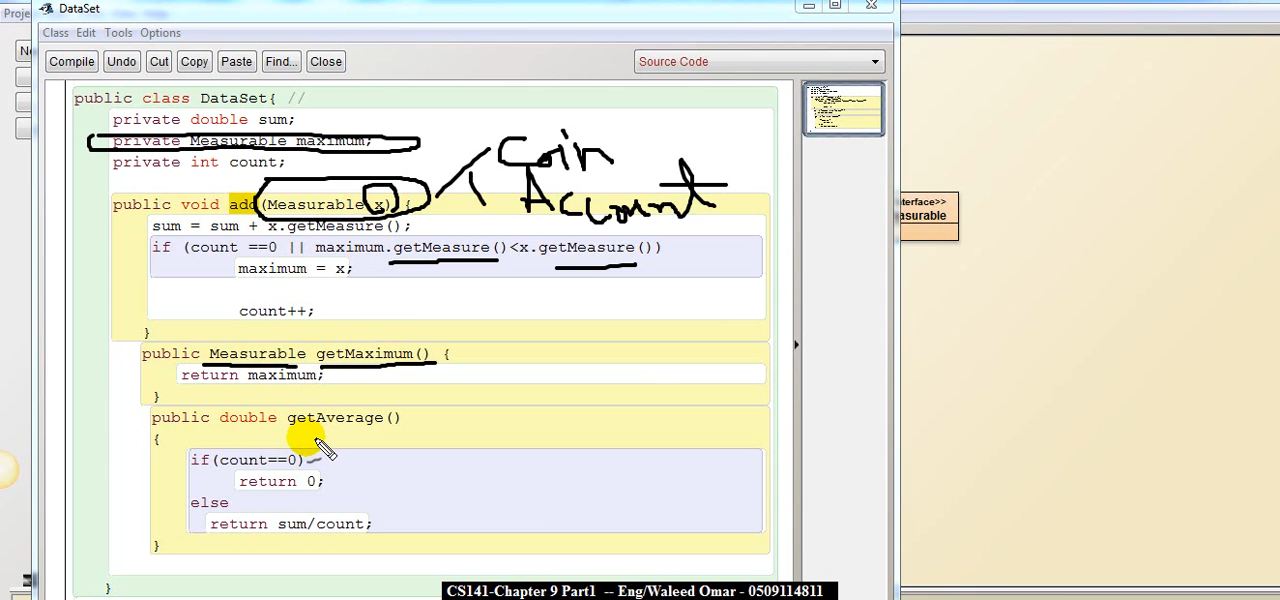 Proje
DataSet
Class Edit Tools Options
Compile Undo Cut Copy Paste Find... Close Source Code
public class DataSet{ //
private double sum;
private Measurable maximum;
private int count;
Coin
Account
public void add(Measurable x) {
sum = sum + x.getMeasure();
if (count ==0 || maximum.getMeasure()<x.getMeasure())
maximum = x;
count++;
}
public Measurable getMaximum() {
return maximum;
}
public double getAverage()
{
if(count==0)
return 0;
else
return sum/count;
}
}
nterface>>
asurable
CS141-Chapter 9 Part1 -- Eng/Waleed Omar - 0509114811